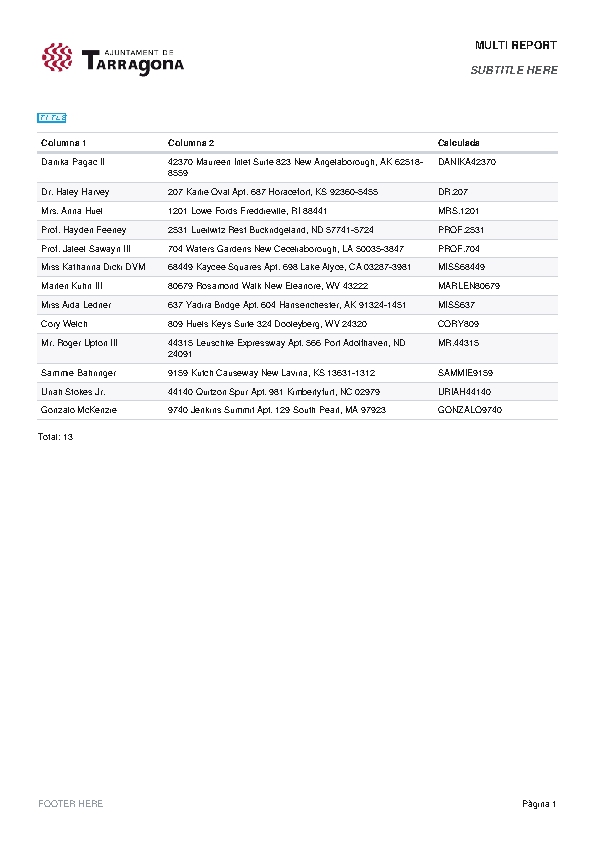 AJUNTAMENT DE
TARRAGONA
MULTI REPORT
SUBTITLE HERE
TITLE
Columna 1 Columna 2 Calculada
Danika Pagac II 42370 Maureen Inlet Suite 823 New Angelaborough, AK 62518- DANIKA42370
8559
Dr. Haley Harvey 207 Katie Oval Apt. 687 Horacefort, KS 92360-5455 DR.207
Mrs. Anna Huel 1201 Lowe Fords Freddieville, RI 88441 MRS.1201
Prof. Hayden Feeney 2531 Lueilwitz Rest Buckridgeland, ND 57741-5724 PROF.2531
Prof. Jaleel Sawayn III 704 Waters Gardens New Ceceliaborough, LA 50035-3847 PROF.704
Miss Katharina Dicki DVM 68449 Kaycee Squares Apt. 698 Lake Alyce, CA 03287-3981 MISS68449
Marlen Kuhn III 80679 Rosamond Walk New Eleanore, WV 43222 MARLEN80679
Miss Aida Ledner 637 Yadira Bridge Apt. 604 Hansenchester, AK 91324-1451 MISS637
Cory Welch 809 Huels Keys Suite 324 Dooleyberg, WV 24320 CORY809
Mr. Roger Upton III 44315 Leuschke Expressway Apt. 566 Port Adolfhaven, ND MR.44315
24091
Sammie Bahringer 9159 Kutch Causeway New Lavina, KS 13631-1312 SAMMIE9159
Uriah Stokes Jr. 44140 Quitzon Spur Apt. 981 Kimberlyfurt, NC 02979 URIAH44140
Gonzalo McKenzie 9740 Jenkins Summit Apt. 129 South Pearl, MA 97923 GONZALO9740
Total: 13
FOOTER HERE Pàgina 1